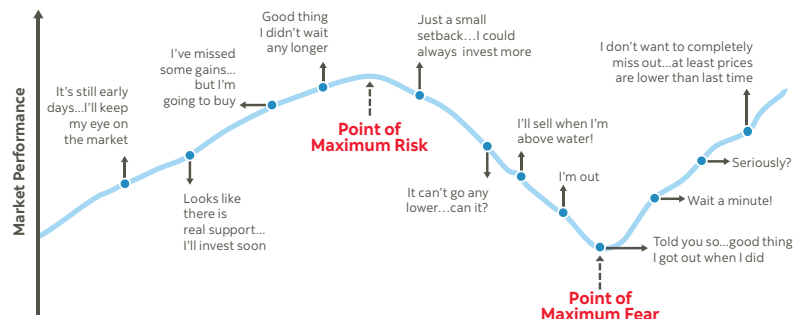 Market Performance
It's still early
days...I'll keep
my eye on
the market
Looks like
there is
real support...
I'll invest soon
I've missed
some gains...
but I'm
going to buy
Good thing
I didn't wait
any longer
Point of
Maximum Risk
Just a small
setback...I could
always invest more
It can't go any
lower...can it?
I'll sell when I'm
above water!
I'm out
Point of
Maximum Fear
Told you so...good thing
I got out when I did
Wait a minute!
Seriously?
I don't want to completely
miss out...at least prices
are lower than last time